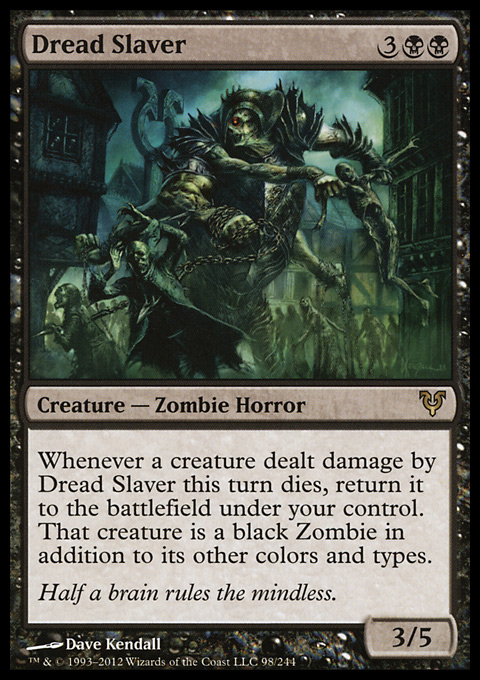 Dread Slaver 3
Creature — Zombie Horror
Whenever a creature dealt damage by
Dread Slaver this turn dies, return it
to the battlefield under your control.
That creature is a black Zombie in
addition to its other colors and types.
Half a brain rules the mindless.
Dave Kendall
3/5
™ & © 1993–2012 Wizards of the Coast LLC 98/244